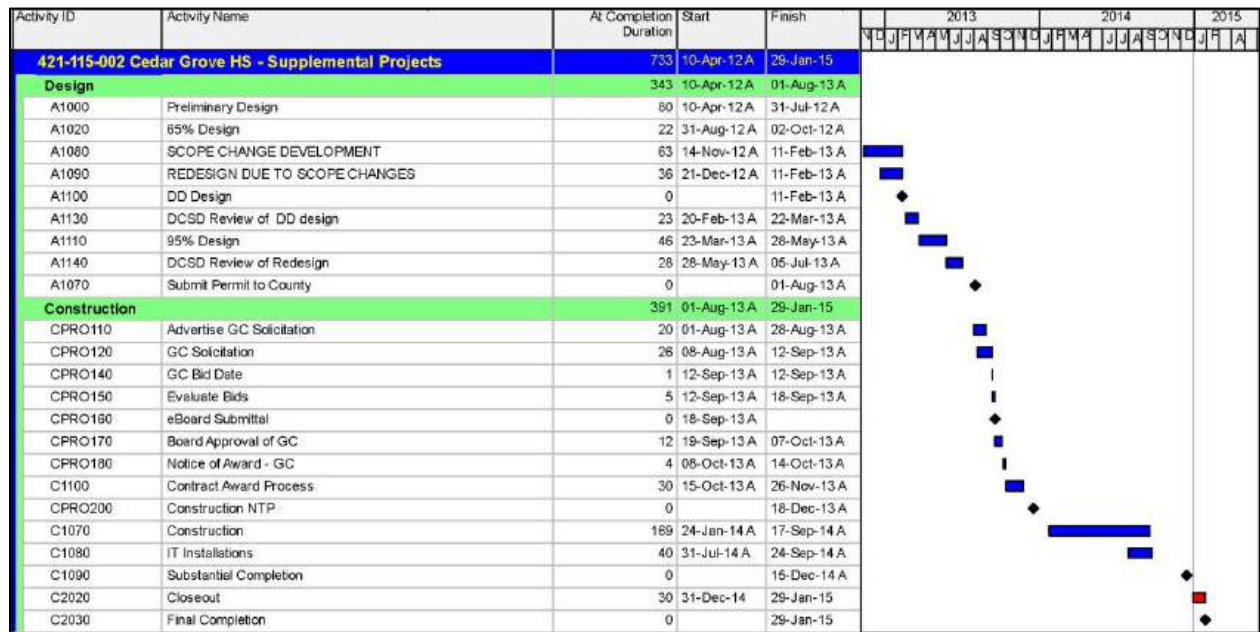 Activity ID Activity Name At Completion Duration Start Finish 2013 2014 2015
N D J F M A M J J A S O N D J F M A J J A S O N D J F A
421-115-002 Cedar Grove HS - Supplemental Projects 733 10-Apr-12 A 29-Jan-15
Design 343 10-Apr-12 A 01-Aug-13 A
A1000 Preliminary Design 80 10-Apr-12 A 31-Jul-12 A
A1020 65% Design 22 31-Aug-12 A 02-Oct-12 A
A1080 SCOPE CHANGE DEVELOPMENT 63 14-Nov-12 A 11-Feb-13 A
A1090 REDESIGN DUE TO SCOPE CHANGES 36 21-Dec-12 A 11-Feb-13 A
A1100 DD Design 0 11-Feb-13 A
A1130 DCSD Review of DD design 23 20-Feb-13 A 22-Mar-13 A
A1110 95% Design 46 23-Mar-13 A 28-May-13 A
A1140 DCSD Review of Redesign 28 28-May-13 A 05-Jul-13 A
A1070 Submit Permit to County 0 01-Aug-13 A
Construction 391 01-Aug-13 A 29-Jan-15
CPRO110 Advertise GC Solicitation 20 01-Aug-13 A 28-Aug-13 A
CPRO120 GC Solicitation 26 08-Aug-13 A 12-Sep-13 A
CPRO140 GC Bid Date 1 12-Sep-13 A 12-Sep-13 A
CPRO150 Evaluate Bids 5 12-Sep-13 A 18-Sep-13 A
CPRO160 eBoard Submittal 0 18-Sep-13 A
CPRO170 Board Approval of GC 12 19-Sep-13 A 07-Oct-13 A
CPRO180 Notice of Award - GC 4 08-Oct-13 A 14-Oct-13 A
C1100 Contract Award Process 30 15-Oct-13 A 26-Nov-13 A
CPRO200 Construction NTP 0 18-Dec-13 A
C1070 Construction 169 24-Jan-14 A 17-Sep-14 A
C1080 IT Installations 40 31-Jul-14 A 24-Sep-14 A
C1090 Substantial Completion 0 15-Dec-14 A
C2020 Closeout 30 31-Dec-14 29-Jan-15
C2030 Final Completion 0 29-Jan-15